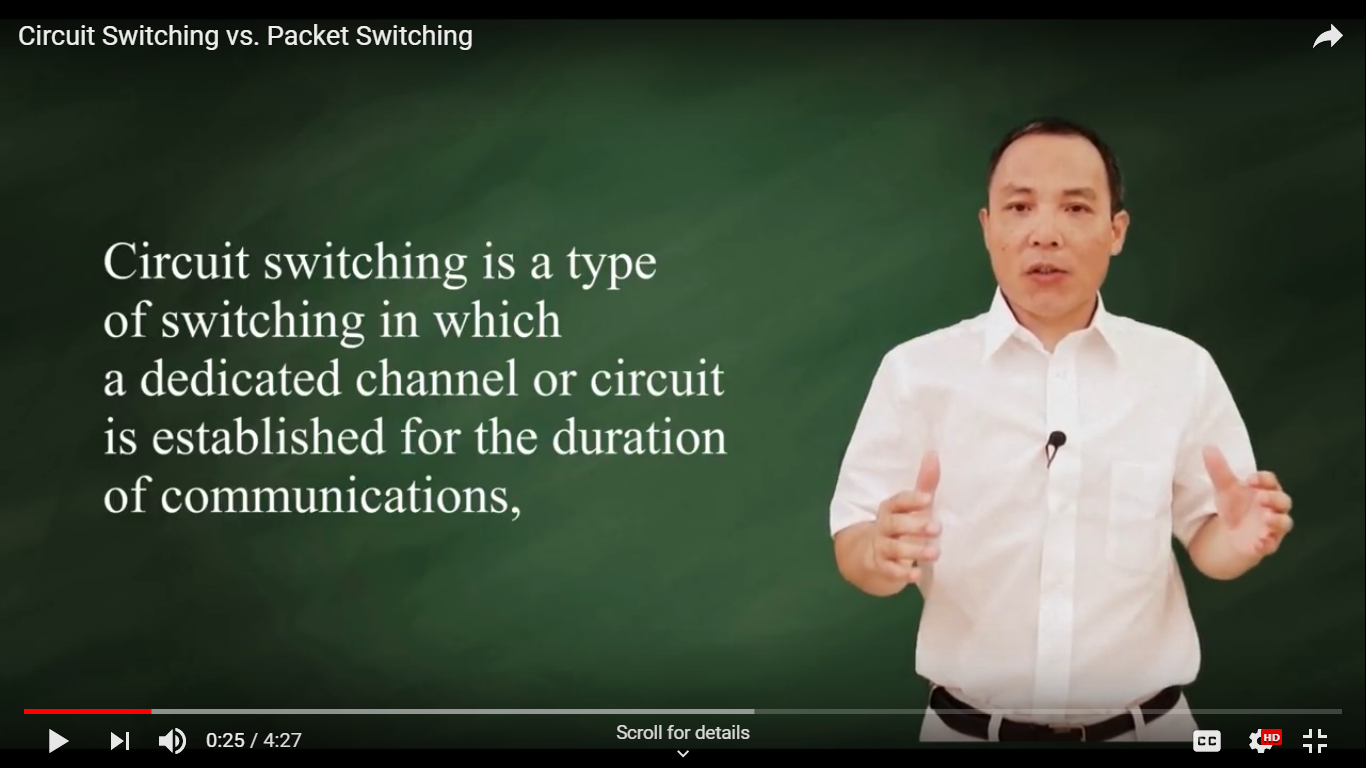 Circuit Switching vs. Packet Switching
Circuit switching is a type
of switching in which
a dedicated channel or circuit
is established for the duration
of communications,
0:25 / 4:27
Scroll for details
CC
HD